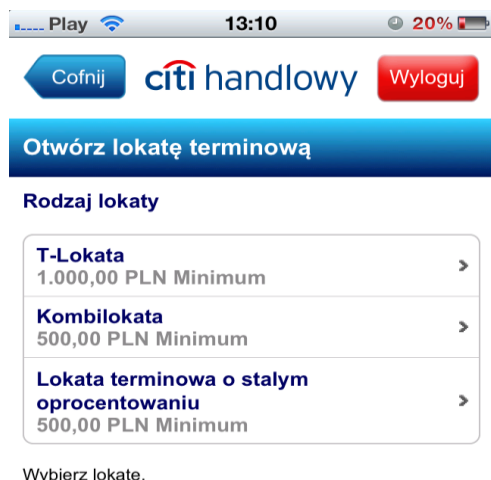 Play 13:10 20%
Cofnij citi handlowy Wyloguj
Otwórz lokatę terminową
Rodzaj lokaty
T-Lokata
1.000,00 PLN Minimum
Kombilokata
500,00 PLN Minimum
Lokata terminowa o stalym
oprocentowaniu
500,00 PLN Minimum
Wybierz lokatę.